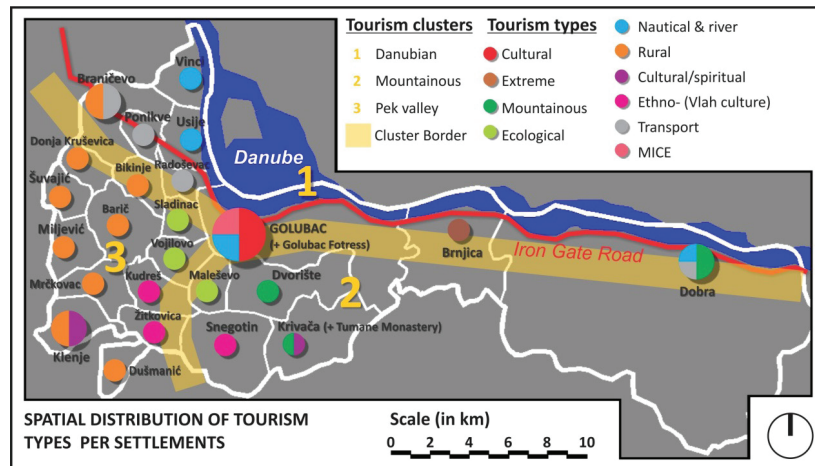 Tourism clusters
1 Danubian
2 Mountainous
3 Pek valley
Cluster Border
Tourism types
Cultural
Extreme
Mountainous
Ecological
Nautical & river
Rural
Cultural/spiritual
Ethno- (Vlah culture)
Transport
MICE
Vinci
Braničevo
Ponikve
Usije
Donja Kruševica
Radoševac
Bikinje
Danube
1
Šuvajić
Sladinac
Barič
GOLUBAC
(+ Golubac Fotress)
Miljević
Vojilovo
3
Brnjica
Iron Gate Road
Kudreš
Maleševo
Dvorište
2
Mrčkovac
Dobra
Žitkovica
Snegotin
Krivača (+ Tumane Monastery)
Klenje
Dušmanić
SPATIAL DISTRIBUTION OF TOURISM
TYPES PER SETTLEMENTS
Scale (in km)
0 2 4 6 8 10